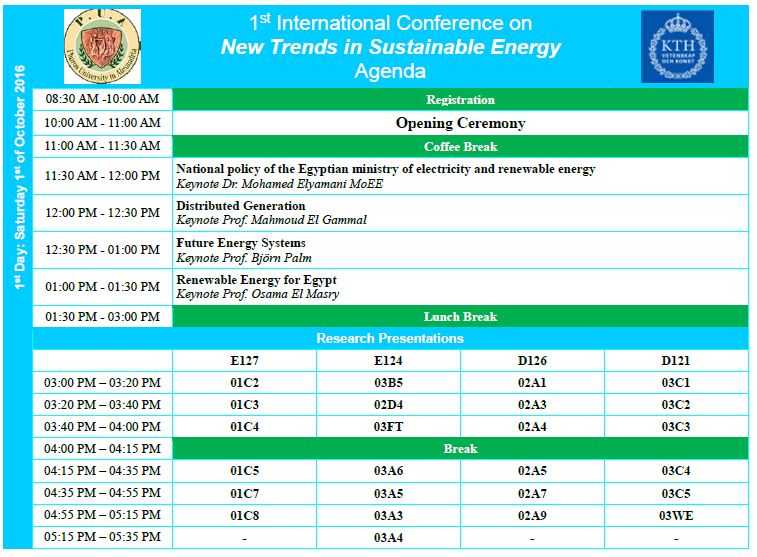 P. U. A
Pharos University in Alexandria
1st International Conference on
New Trends in Sustainable Energy
Agenda
KTH
VETENSKAP
OCH KONST
1st Day: Saturday 1st of October 2016
08:30 AM -10:00 AM Registration
10:00 AM - 11:00 AM Opening Ceremony
11:00 AM - 11:30 AM Coffee Break
11:30 AM - 12:00 PM National policy of the Egyptian ministry of electricity and renewable energy
Keynote Dr. Mohamed Elyamani MoEE
12:00 PM - 12:30 PM Distributed Generation
Keynote Prof. Mahmoud El Gammal
12:30 PM - 01:00 PM Future Energy Systems
Keynote Prof. Björn Palm
01:00 PM - 01:30 PM Renewable Energy for Egypt
Keynote Prof. Osama El Masry
01:30 PM - 03:00 PM Lunch Break
Research Presentations
E127 E124 D126 D121
03:00 PM – 03:20 PM 01C2 03B5 02A1 03C1
03:20 PM – 03:40 PM 01C3 02D4 02A3 03C2
03:40 PM – 04:00 PM 01C4 03FT 02A4 03C3
04:00 PM – 04:15 PM Break
04:15 PM – 04:35 PM 01C5 03A6 02A5 03C4
04:35 PM – 04:55 PM 01C7 03A5 02A7 03C5
04:55 PM – 05:15 PM 01C8 03A3 02A9 03WE
05:15 PM – 05:35 PM - 03A4 - -